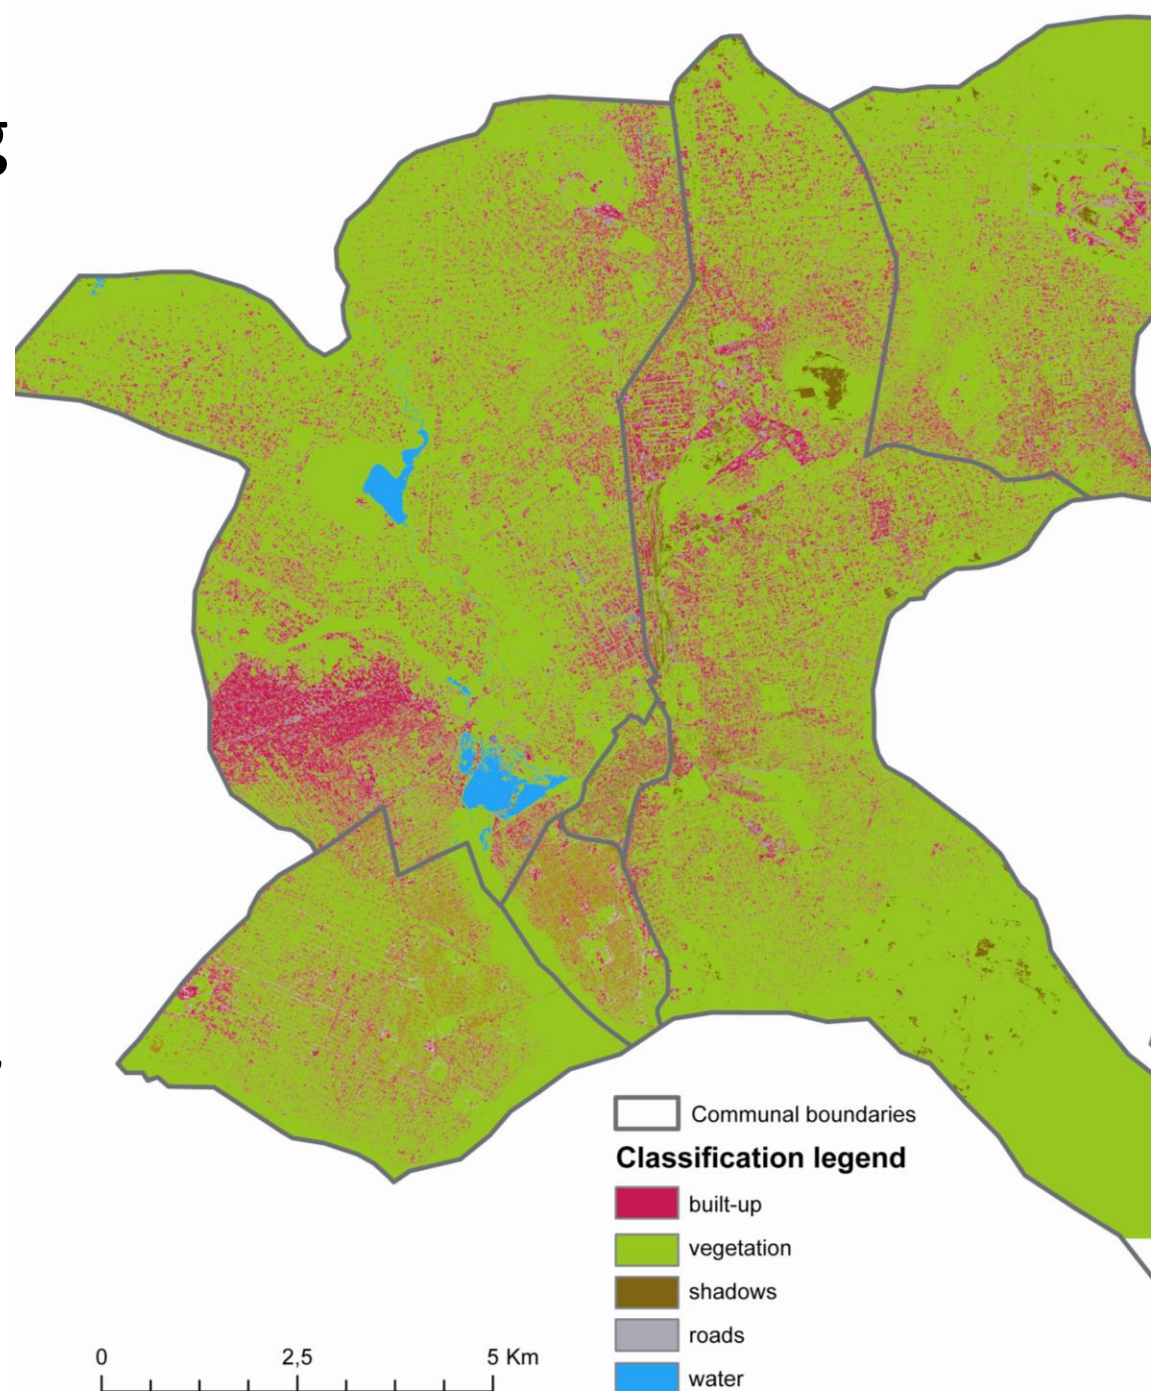 g
,
Communal boundaries
Classification legend
built-up
vegetation
shadows
roads
water
0 2,5 5 Km